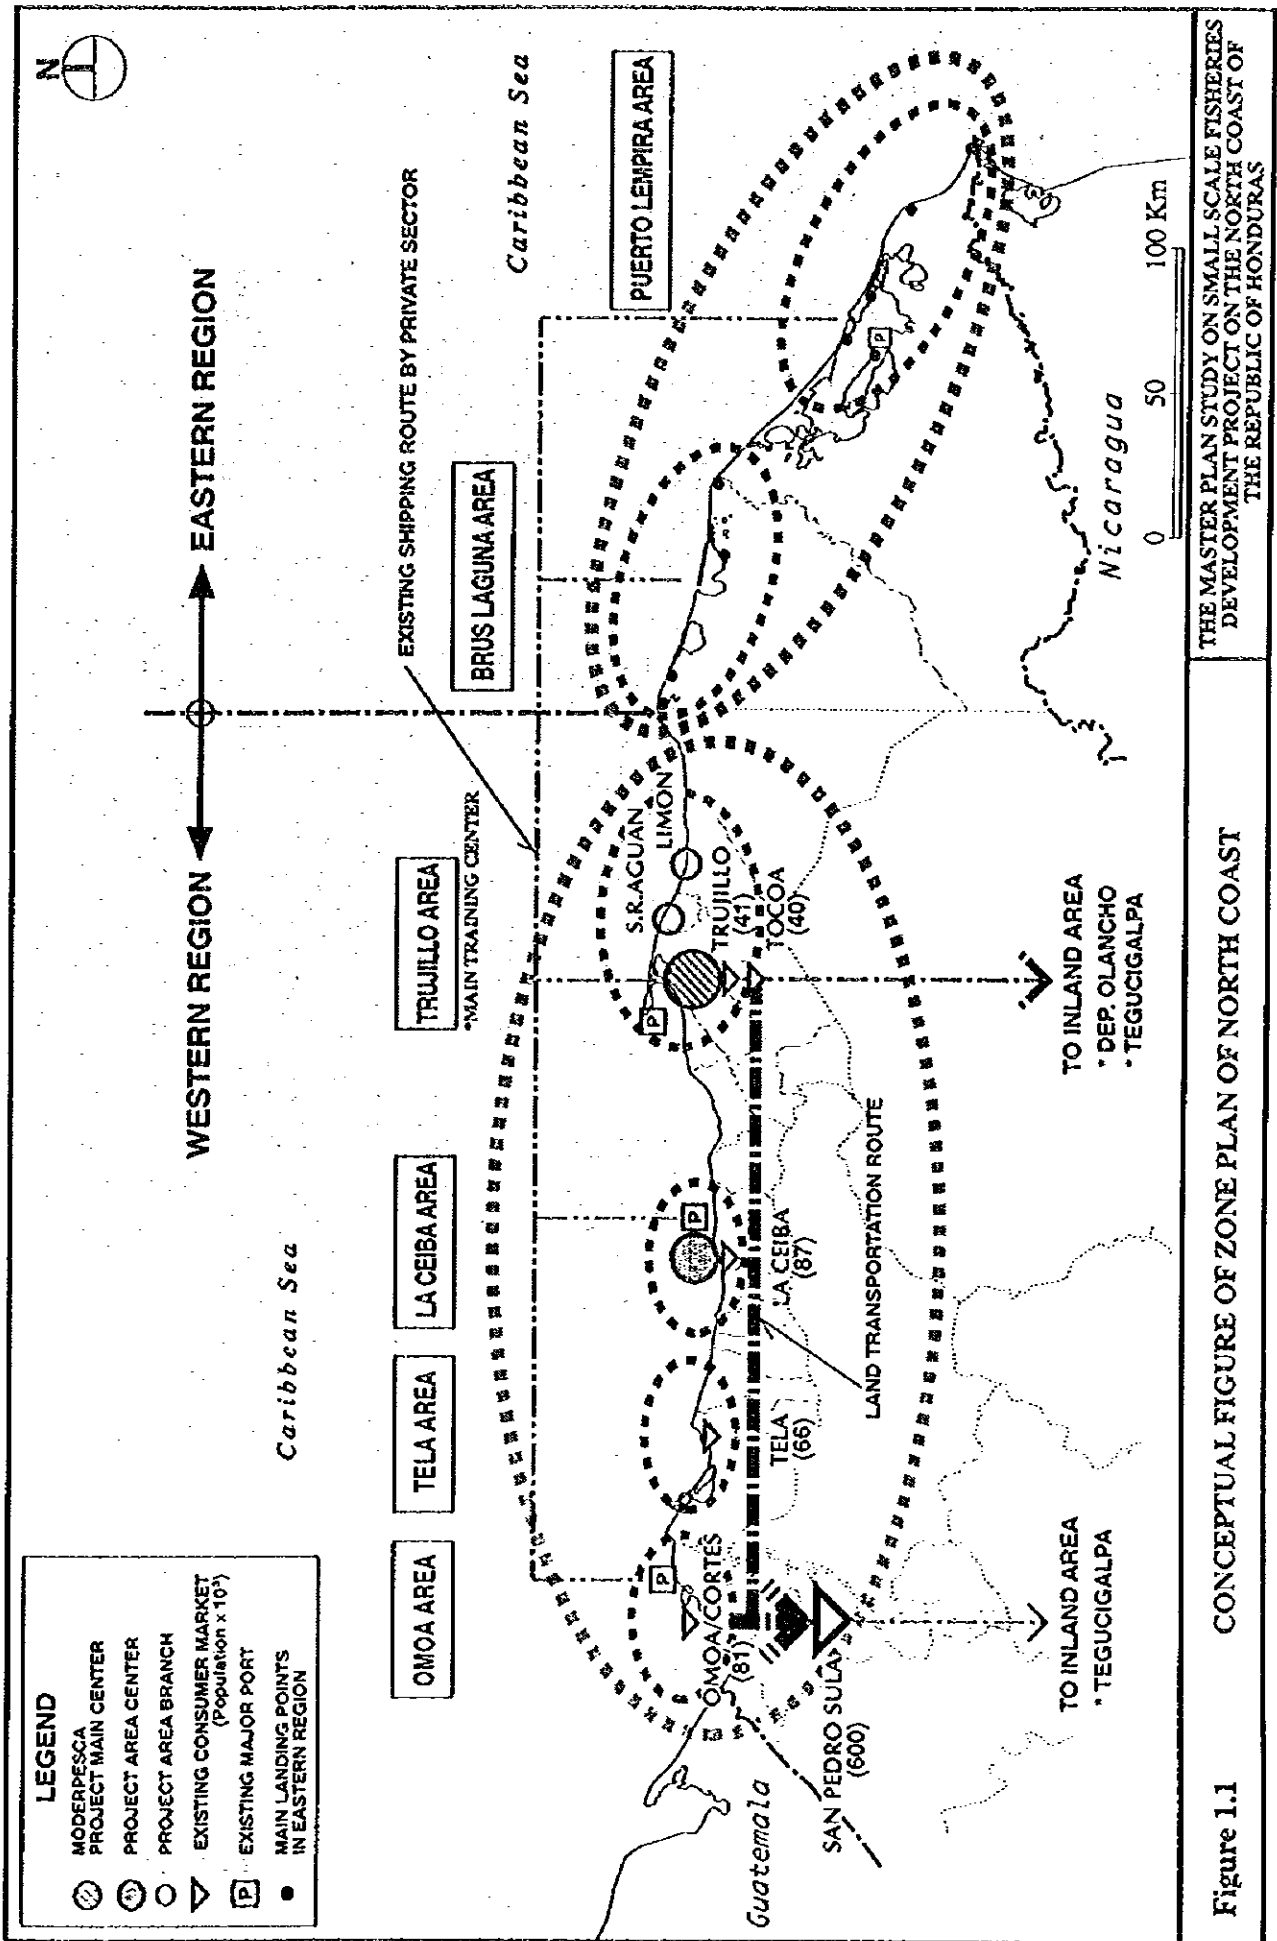 N
WESTERN REGION
EASTERN REGION
Caribbean Sea
Caribbean Sea
EXISTING SHIPPING ROUTE BY PRIVATE SECTOR
LEGEND
MODERPESCA
PROJECT MAIN CENTER
PROJECT AREA CENTER
PROJECT AREA BRANCH
EXISTING CONSUMER MARKET
(Population x 10³)
P
EXISTING MAJOR PORT
MAIN LANDING POINTS
IN EASTERN REGION
OMOA AREA
TELA AREA
LA CEIBA AREA
TRUJILLO AREA
*MAIN TRAINING CENTER
BRUS LAGUNA AREA
PUERTO LEMPIRA AREA
P
P
P
P
S.R.AGUAN
LIMON
OMOA/CORTES
(81)
TELA
(66)
LA CEIBA
(87)
TRUJILLO
(41)
TOCOA
(40)
Guatemala
SAN PEDRO SULA
(600)
LAND TRANSPORTATION ROUTE
Nicaragua
0 50 100 Km
TO INLAND AREA
* TEGUCIGALPA
TO INLAND AREA
* DEP. OLANCHO
* TEGUCIGALPA
Figure 1.1 CONCEPTUAL FIGURE OF ZONE PLAN OF NORTH COAST
THE MASTER PLAN STUDY ON SMALL SCALE FISHERIES
DEVELOPMENT PROJECT ON THE NORTH COAST OF
THE REPUBLIC OF HONDURAS